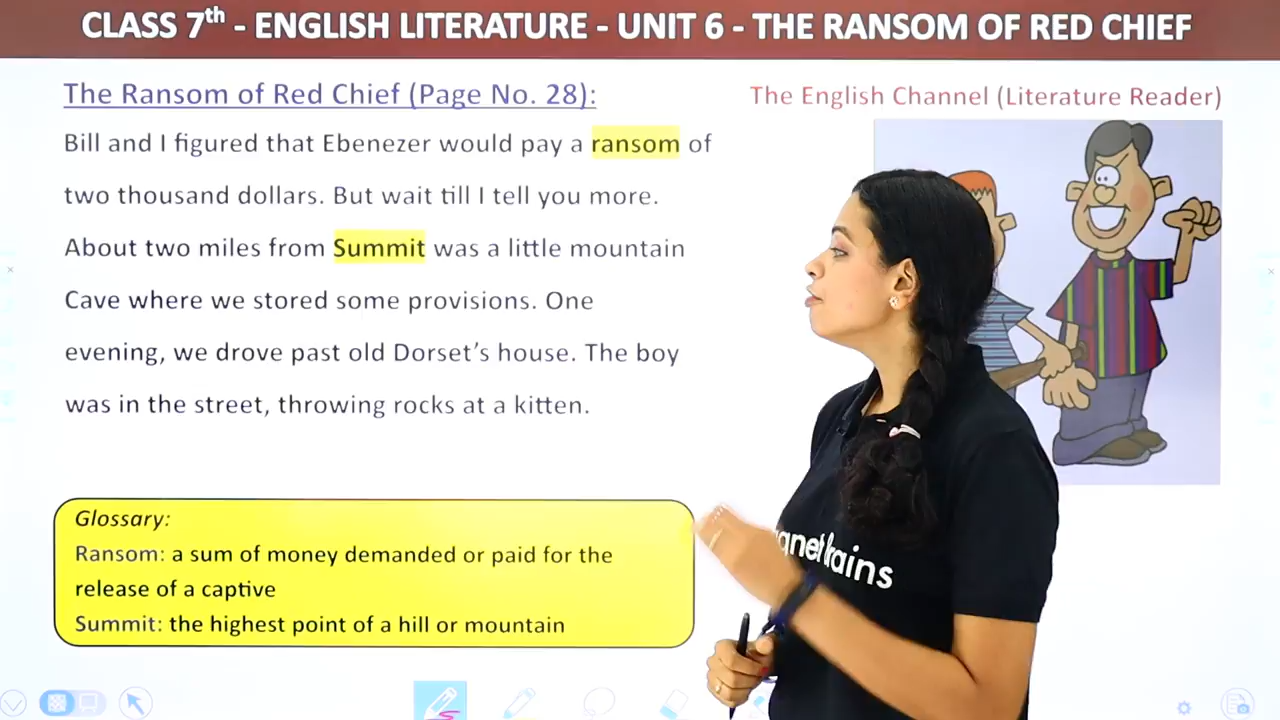 CLASS 7th - ENGLISH LITERATURE - UNIT 6 - THE RANSOM OF RED CHIEF
The Ransom of Red Chief (Page No. 28):
The English Channel (Literature Reader)
Bill and I figured that Ebenezer would pay a ransom of
two thousand dollars. But wait till I tell you more.
About two miles from Summit was a little mountain
Cave where we stored some provisions. One
evening, we drove past old Dorset’s house. The boy
was in the street, throwing rocks at a kitten.
Glossary:
Ransom: a sum of money demanded or paid for the
release of a captive
Summit: the highest point of a hill or mountain